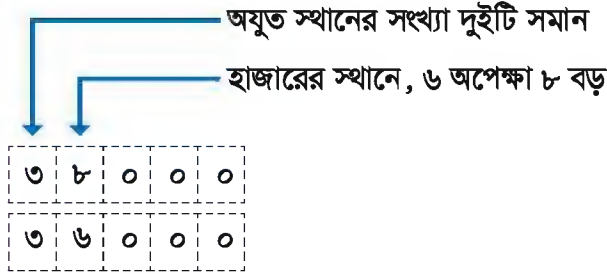 অযুত স্থানের সংখ্যা দুইটি সমান
হাজারের স্থানে, ৬ অপেক্ষা ৮ বড়
৩ ৮ ০ ০ ০
৩ ৬ ০ ০ ০